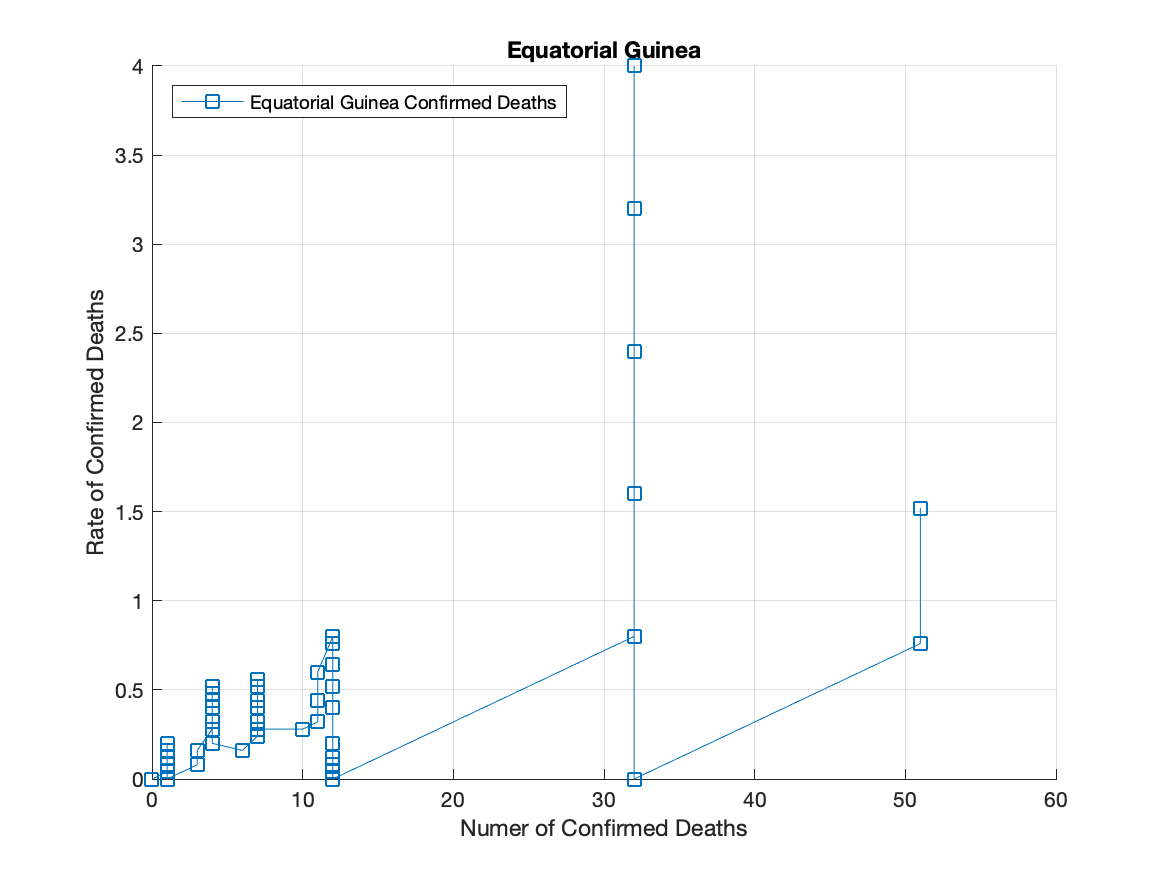 Equatorial Guinea
Equatorial Guinea Confirmed Deaths
4
3.5
3
2.5
2
1.5
1
0.5
0
Rate of Confirmed Deaths
0 10 20 30 40 50 60
Numer of Confirmed Deaths